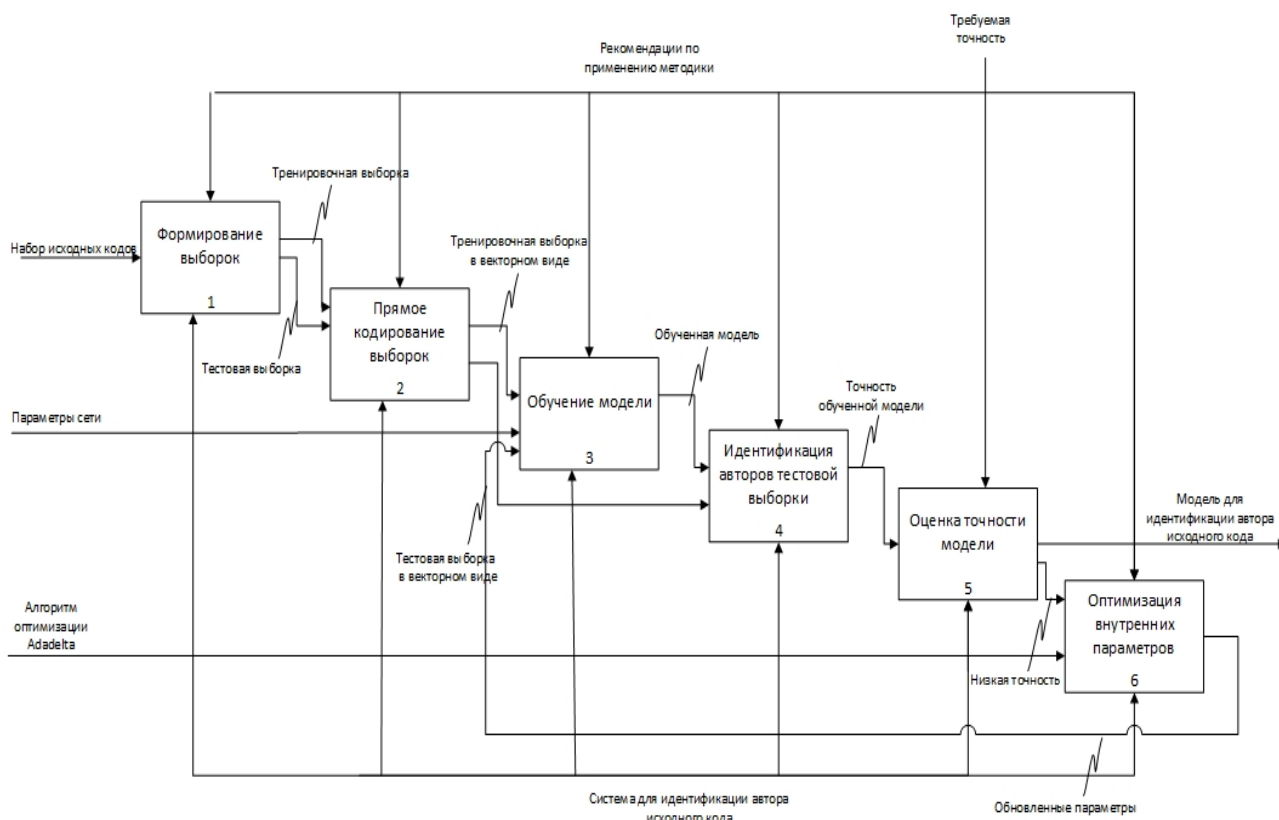 Требуемая
точность
Рекомендации по
применению методики
Тренировочная выборка
Формирование
выборок
1
Набор исходных кодов
Тренировочная выборка
в векторном виде
Прямое
кодирование
выборок
2
Тестовая выборка
Обученная модель
Обучение модели
3
Параметры сети
Точность
обученной модели
Идентификация
авторов тестовой
выборки
4
Модель для
идентификации автора
исходного кода
Оценка точности
модели
5
Тестовая выборка
в векторном виде
Алгоритм
оптимизации
Adadelta
Оптимизация
внутренних
параметров
6
Низкая точность
Система для идентификации автора
исходного кода
Обновленные параметры